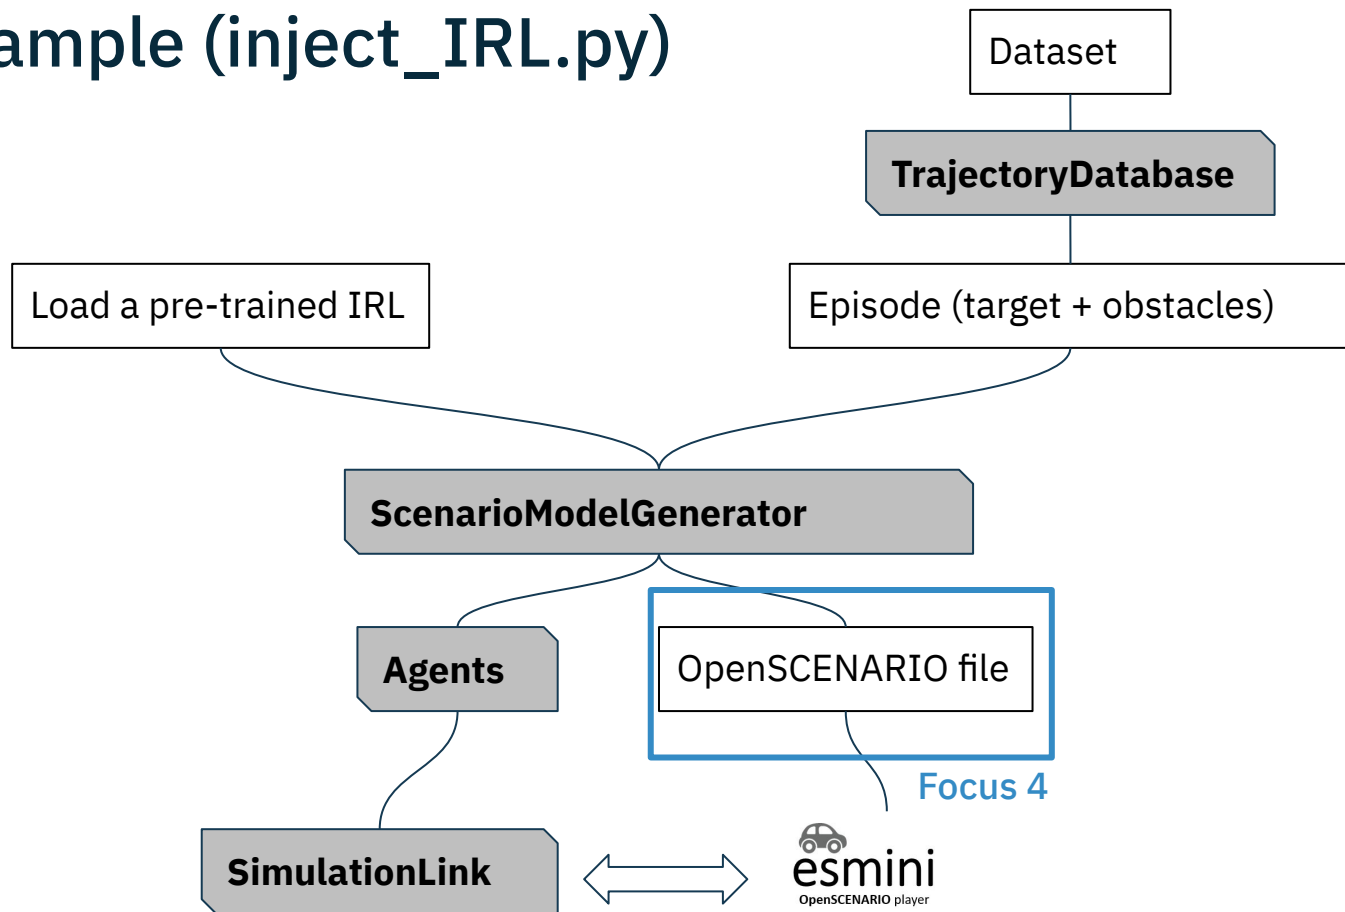 ample (inject_IRL.py)
Dataset
TrajectoryDatabase
Load a pre-trained IRL
Episode (target + obstacles)
ScenarioModelGenerator
Agents
OpenSCENARIO file
Focus 4
SimulationLink
esmini
OpenSCENARIO player